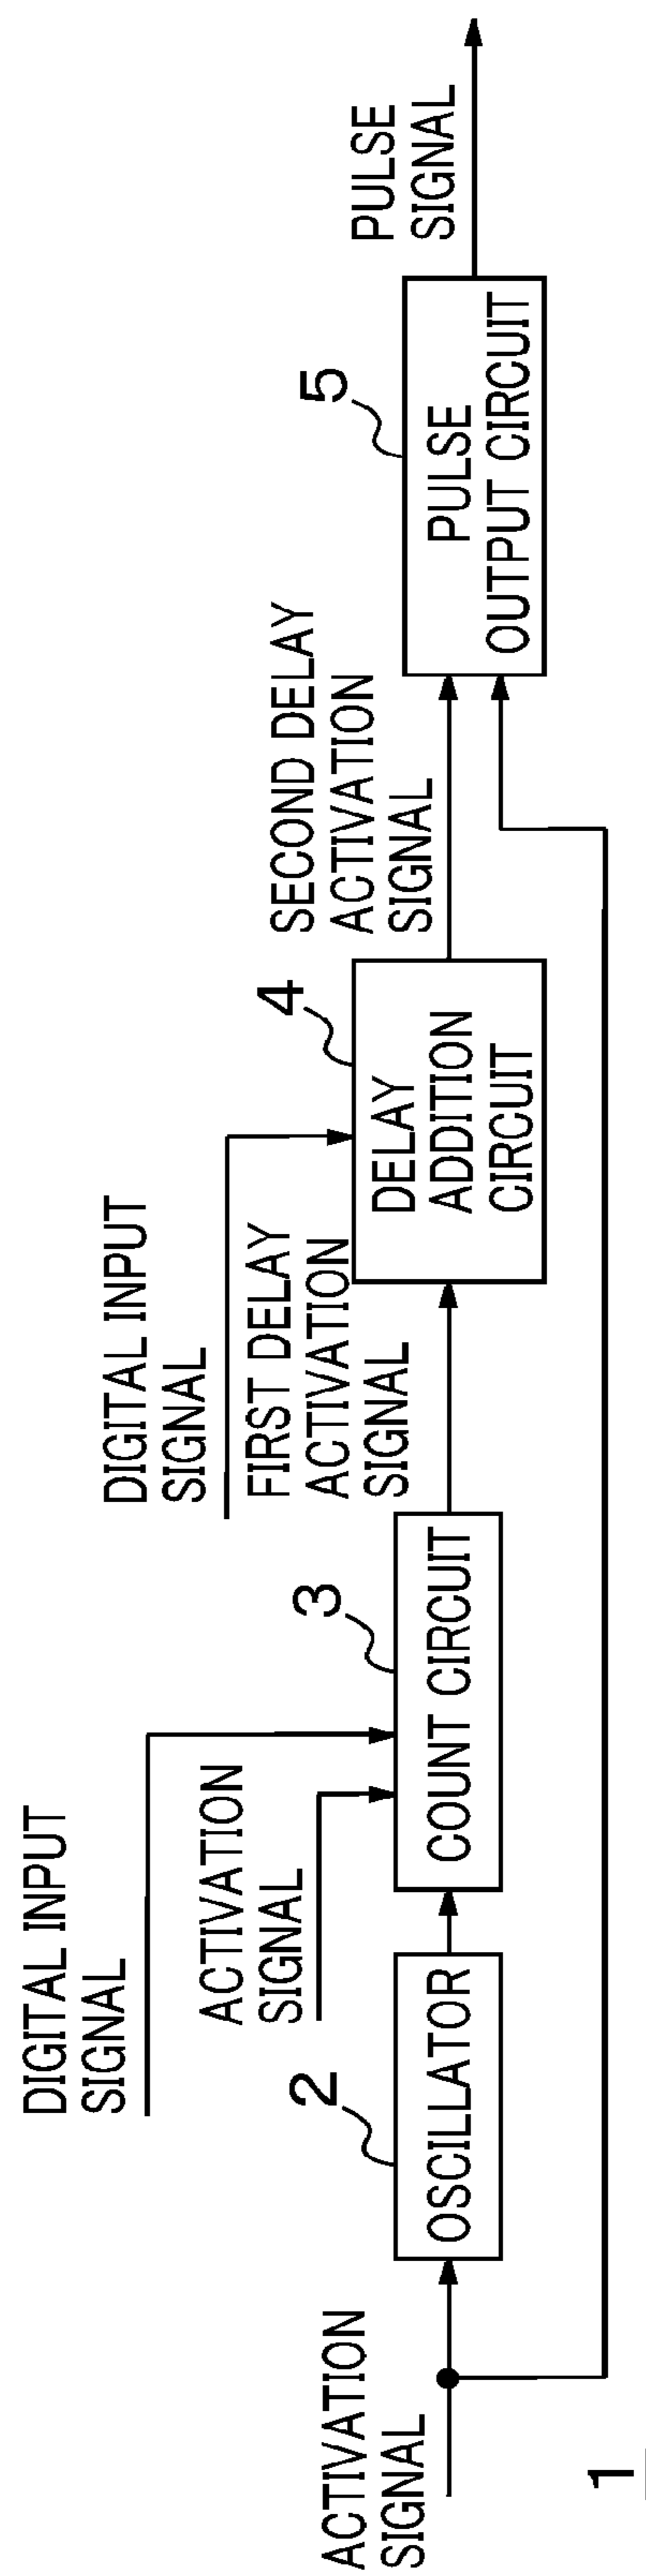 DIGITAL INPUT
SIGNAL
DIGITAL INPUT
SIGNAL
ACTIVATION
SIGNAL
FIRST DELAY
ACTIVATION
SIGNAL
SECOND DELAY
ACTIVATION
SIGNAL
PULSE
SIGNAL
ACTIVATION
SIGNAL
2
OSCILLATOR
3
COUNT CIRCUIT
4
DELAY
ADDITION
CIRCUIT
5
PULSE
OUTPUT CIRCUIT
1